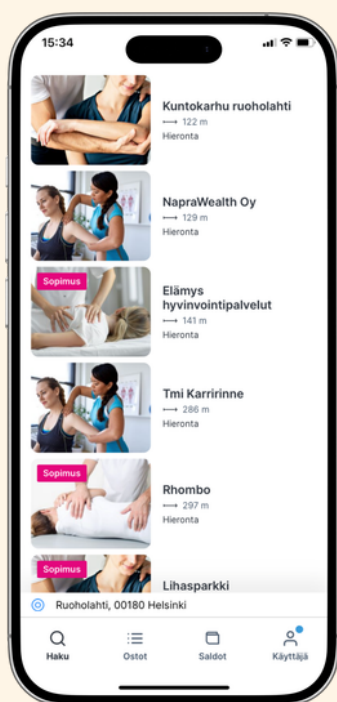 15:34
Kuntokarhu ruoholahti
122 m
Hieronta
NapraWealth Oy
129 m
Hieronta
Sopimus
Elämys
hyvinvointipalvelut
141 m
Hieronta
Tmi Karririnne
286 m
Hieronta
Sopimus
Rhombo
297 m
Hieronta
Sopimus
Lihasparkki
Ruoholahti, 00180 Helsinki
Haku
Ostot
Saldot
Käyttäjä